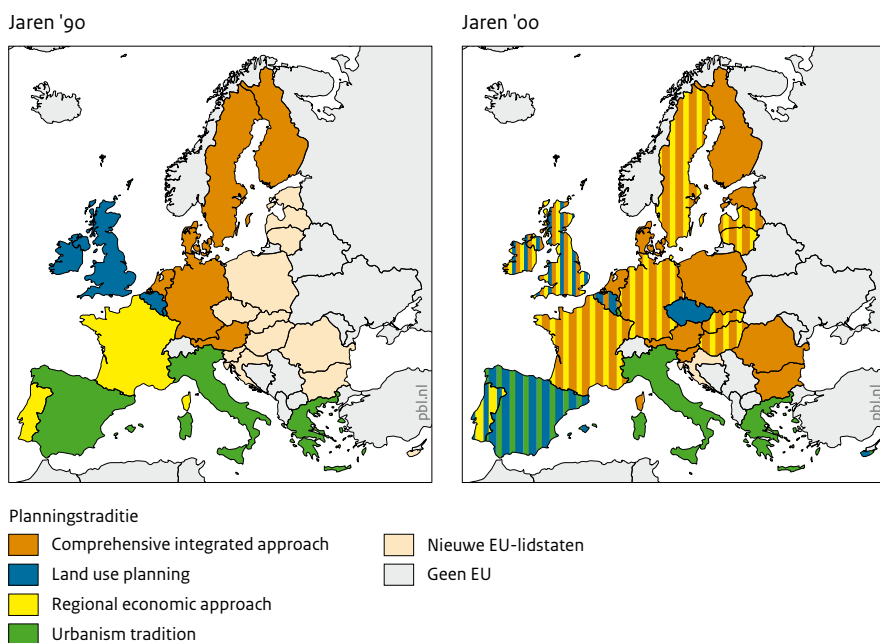 Jaren '90
Jaren '00
pbl.nl
pbl.nl
Planningstraditie
Comprehensive integrated approach
Land use planning
Regional economic approach
Urbanism tradition
Nieuwe EU-lidstaten
Geen EU